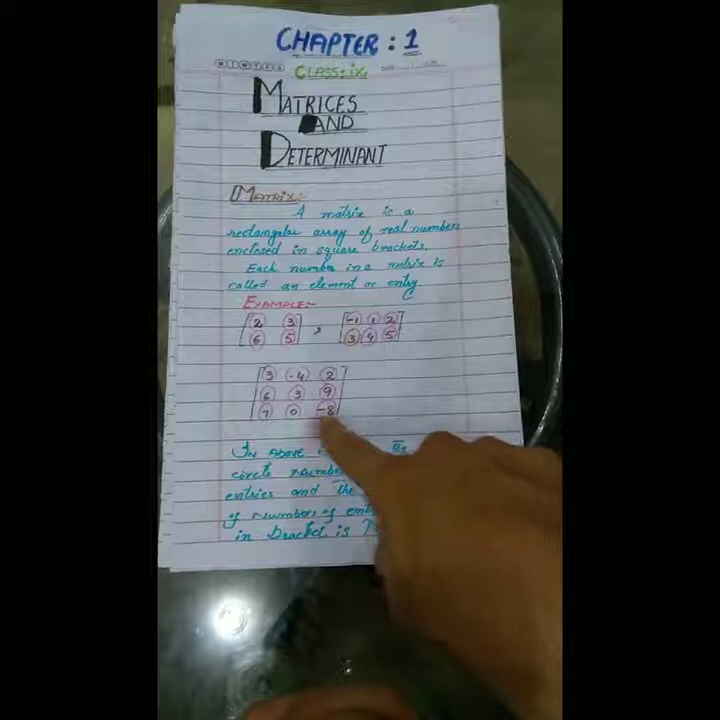 CHAPTER : 1
WINTEX
CLASS: IX
MATRICES
AND
DETERMINANT
MATRIX:-
A matrix is a
rectangular array of real numbers
enclosed in square brackets.
Each number in a matrix is
called an element or entry
EXAMPLE:-
2 3 , -1 1 2
6 5 3 4 5
3 -4 2
6 3 9
7 0 -8
IN ABOVE
circle Number
entries and the
of Numbers of
in bracket is